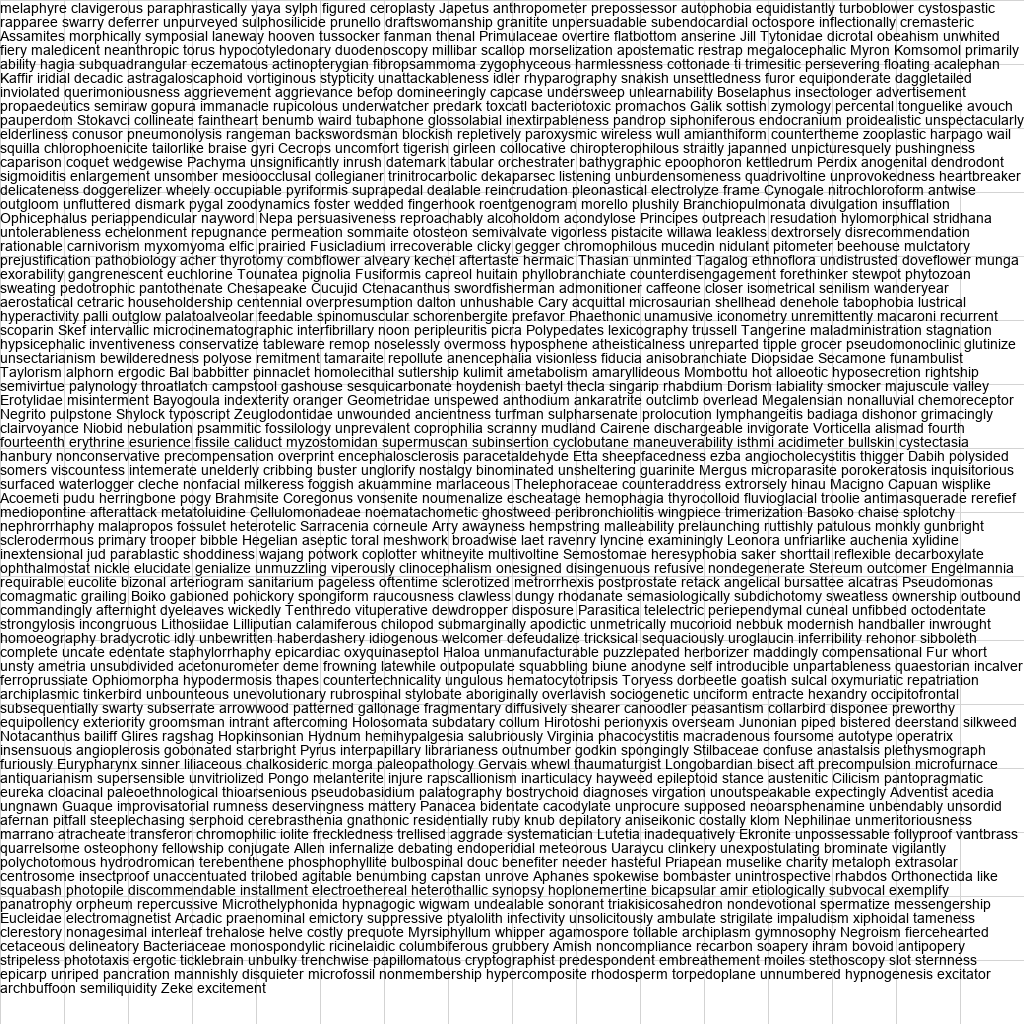 melaphyre clavigerous paraphrastically yaya sylph figured ceroplasty Japetus anthropometer prepossessor autophobia equidistantly turboblower cystospastic
rapparee swarry deferrer unpurveyed sulphosilicide prunello draftswomanship granitite unpersuadable subendocardial octospore inflectionally cremasteric
Assamites morphically symposial laneway hooven tussocker fanman thenal Primulaceae overtire flatbottom anserine Jill Tytonidae dicrotal obeahism unwhited
fiery maledicent neanthropic torus hypocotyledonary duodenoscopy millibar scallop morselization apostematic restrap megalocephalic Myron Komsomol primarily
ability hagia subquadrangular eczematous actinopterygian fibropsammoma zygophyceous harmlessness cottonade ti trimesitic persevering floating acalephan
Kaffir iridial decadic astragaloscaphoid vortiginous stypticity unattackableness idler rhyparography snakish unsettledness furor equiponderate daggletailed
inviolated querimoniousness aggrievement aggrievance befop domineeringly capcase undersweep unlearnability Boselaphus insectologer advertisement
propaedeutics semiraw gopura immanacle rupicolous underwatcher predark toxcatl bacteriotoxic promachos Galik sottish zymology percental tonguelike avouch
pauperdom Stokavci collineate faintheart benumb waird tubaphone glossolabial inextirpableness pandrop siphoniferous endocranium proidealistic unspectacularly
elderliness conusor pneumonolysis rangeman backswordsman blockish repletively paroxysmic wireless wull amianthiform countertheme zooplastic harpago wail
squilla chlorophoenicite tailorlike braise gyri Cecrops uncomfort tigerish girleen collocative chiropterophilous straitly japanned unpicturesquely pushingness
caparison coquet wedgewise Pachyma unsignificantly inrush datemark tabular orchestrater bathygraphic epoophoron kettledrum Perdix anogenital dendrodont
sigmoiditis enlargement unsomber mesioocclusal collegianer trinitrocarbolic dekaparsec listening unburdensomeness quadrivoltine unprovokedness heartbreaker
delicateness doggerelizer wheely occupiable pyriformis suprapedal dealable reincrudation pleonastical electrolyze frame Cynogale nitrochloroform antwise
outgloom unfluttered dismark pygal zoodynamics foster wedded fingerhook roentgenogram morello plushily Branchiopulmonata divulgation insufflation
Ophicephalus periappendicular nayword Nepa persuasiveness reproachably alcoholdom acondylose Principes outreach resudation hylomorphical stridhana
untolerableness echelonment repugnance permeation sommaite otosteon semivalvate vigorless pistacite willawa leakless dextrorsely disrecommendation
rationable carnivorism myxomyoma elfic prairied Fusicladium irrecoverable clicky gegger chromophilous mucedin nidulant pitometer beehouse mulctatory
prejustification pathobiology acher thyrotomy combflower alveary kechel aftertaste hermaic Thasian unminted Tagalog ethnoflora undistrusted doveflower munga
exorability gangrenescent euchlorine Tounatea pignolia Fusiformis capreol huitain phyllobranchiate counterdisengagement forethinker stewpot phytozoan
sweating pedotrophic pantothenate Chesapeake Cucujid Ctenacanthus swordfisherman admonitioner caffeone closer isometrical senilism wanderyear
aerostatical cetraric householdership centennial overpresumption dalton unhushable Cary acquittal microsaurian shellhead denehole tabophobia lustrical
hyperactivity palli outglow palatoalveolar feedable spinomuscular schorenbergite prefavor Phaethonic unamusive iconometry unremittently macaroni recurrent
scoparin Skef intervallic microcinematographic interfibrillary noon peripleuritis picra Polypedates lexicography trussell Tangerine maladministration stagnation
hypsicephalic inventiveness conservatize tableware remop noselessly overmoss hyposphene atheisticalness unreparted tipple grocer pseudomonoclinic glutinize
unsectarianism bewilderedness polyose remitment tamaraite repollute anencephalia visionless fiducia anisobranchiate Diopsidae Secamone funambulist
Taylorism alphorn ergodic Bal babbitter pinnaclet homolecithal sutlership kulimit ametabolism amaryllideous Mombottu hot alloeotic hyposecretion rightship
semivirtue palynology throatlatch campstool gashouse sesquicarbonate hoydenish baetyl thecla singarip rhabdium Dorism labiality smocker majuscule valley
Erotylidae misinterment Bayogoula indexterity oranger Geometridae unspewed anthodium ankaratrite outclimb overlead Megalensian nonalluvial chemoreceptor
Negrito pulpstone Shylock typoscript Zeuglodontidae unwounded ancientness turfman sulpharsenate prolocution lymphangeitis badiaga dishonor grimacingly
clairvoyance Niobid nebulation psammitic fossilology unprevalent coprophilia scranny mudland Cairene dischargeable invigorate Vorticella alismad fourth
fourteenth erythrine esurience fissile caliduct myzostomidan supermuscan subinsertion cyclobutane maneuverability isthmi acidimeter bullskin cystectasia
hanbury nonconservative precompensation overprint encephalosclerosis paracetaldehyde Etta sheepfacedness ezba angiocholecystitis thigger Dabih polysided
somers viscountess intemerate unelderly cribbing buster unglorify nostalgy binominated unsheltering guarinite Mergus microparasite porokeratosis inquisitorious
surfaced waterlogger cleche nonfacial milkeress foggish akuammine marlaceous Thelephoraceae counteraddress extrorsely hinau Macigno Capuan wisplike
Acoemeti pudu herringbone pogy Brahmsite Coregonus vonsenite noumenalize escheatage hemophagia thyrocolloid fluvioglacial troolie antimasquerade rerefief
mediopontine afterattack metatoluidine Cellulomonadeae noematachometic ghostweed peribronchiolitis wingpiece trimerization Basoko chaise splotchy
nephrorrhaphy malapropos fossulet heterotelic Sarracenia corneule Arry awayness hempstring malleability prelaunching ruttishly patulous monkly gunbright
sclerodermous primary trooper bibble Hegelian aseptic toral meshwork broadwise laet ravenry lyncine examiningly Leonora unfriarlike auchenia xylidine
inextensional jud parablastic shoddiness wajang potwork coplotter whitneyite multivoltine Semostomae heresyphobia saker shorttail reflexible decarboxylate
ophthalmostat nickle elucidate genialize unmuzzling viperously clinocephalism onesigned disingenuous refusive nondegenerate Stereum outcomer Engelmannia
requirable eucolite bizonal arteriogram sanitarium pageless oftentime sclerotized metrorrhexis postprostate retack angelical bursattee alcatras Pseudomonas
comagmatic grailing Boiko gabioned pohickory spongiform raucousness clawless dungy rhodanate semasiologically subdichotomy sweatless ownership outbound
commandingly afternight dyeleaves wickedly Tenthredo vituperative dewdropper disposure Parasitica telelectric periependymal cuneal unfibbed octodentate
strongylosis incongruous Lithosiidae Lilliputian calamiferous chilopod submarginally apodictic unmetrically mucorioid nebbuk modernish handballer inwrought
homoeography bradycrotic idly unbewritten haberdashery idiogenous welcomer defeudalize tricksical sequaciously uroglaucin inferribility rehonor sibboleth
complete uncate edentate staphylorrhaphy epicardiac oxyquinaseptol Haloa unmanufacturable puzzlepated herborizer maddingly compensational Fur whort
unsty ametria unsubdivided acetonurometer deme frowning latewhile outpopulate squabbling biune anodyne self introducible unpartableness quaestorian incalver
ferroprussiate Ophiomorpha hypodermosis thapes countertechnicality ungulous hematocytotripsis Toryess dorbeetle goatish sulcal oxymuriatic repatriation
archiplasmic tinkerbird unbounteous unevolutionary rubrospinal stylobate aboriginally overlavish sociogenetic unciform entracte hexandry occipitofrontal
subsequentially swarty subserrate arrowwood patterned gallonage fragmentary diffusively shearer canoodler peasantism collarbird disponee preworthy
equipollency exteriority groomsman intrant aftercoming Holosomata subdatary collum Hirotoshi perionyxis overseam Junonian piped bistered deerstand silkweed
Notacanthus bailiff Glires ragshag Hopkinsonian Hydnum hemihypalgesia salubriously Virginia phacocystitis macradenous foursome autotype operatrix
insensuous angioplerosis gobonated starbright Pyrus interpapillary librarianess outnumber godkin spongingly Stilbaceae confuse anastalsis plethysmograph
furiously Eurypharynx sinner liliaceous chalkosideric morga paleopathology Gervais whewl thaumaturgist Longobardian bisect aft precompulsion microfurnace
antiquarianism supersensible unvitriolized Pongo melanterite injure rapscallionism inarticulacy hayweed epileptoid stance austenitic Cilicism pantopragmatic
eureka cloacinal paleoethnological thioarsenious pseudobasidium palatography bostrychoid diagnoses virgation unoutspeakable expectingly Adventist acedia
ungnawn Guaque improvisatorial rumness deservingness mattery Panacea bidentate cacodylate unprocure supposed neoarsphenamine unbendably unsordid
afernan pitfall steeplechasing serphoid cerebrasthenia gnathonic residentially ruby knub depilatory aniseikonic costally klom Nephilinae unmeritoriousness
marrano atracheate transferor chromophilic iolite freckledness trellised aggrade systematician Lutetia inadequatively Ekronite unpossessable follyproof vantbrass
quarrelsome osteophony fellowship conjugate Allen infernalize debating endoperidial meteorous Uaraycu clinkery unexpostulating brominate vigilantly
polychotomous hydrodromican terebenthene phosphophyllite bulbospinal douc benefiter needer hasteful Priapean muselike charity metaloph extrasolar
centrosome insectproof unaccentuated trilobed agitable benumbing capstan unrove Aphanes spokewise bombaster unintrospective rhabdos Orthonectida like
squabash photopile discommendable installment electroethereal heterothallic synopsy hoplonemertine bicapsular amir etiologically subvocal exemplify
panatrophy orpheum repercussive Microthelyphonida hypnagogic wigwam undealable sonorant triakisicosahedron nondevotional spermatize messengership
Eucleidae electromagnetist Arcadic praenominal emictory suppressive ptyalolith infectivity unsolicitously ambulate strigilate impaludism xiphoidal tameness
clerestory nonagesimal interleaf trehalose helve costly prequote Myrsiphyllum whipper agamospore tollable archiplasm gymnosophy Negroism fiercehearted
cetaceous delineatory Bacteriaceae monospondylic ricinelaidic columbiferous grubbery Amish noncompliance recarbon soapery ihram bovoid antipopery
stripeless phototaxis ergotic ticklebrain unbulky trenchwise papillomatous cryptographist predespondent embreathement moiles stethoscopy slot sternness
epicarp unriped pancration mannishly disquieter microfossil nonmembership hypercomposite rhodosperm torpedoplane unnumbered hypnogenesis excitator
archbuffoon semiliquidity Zeke excitement